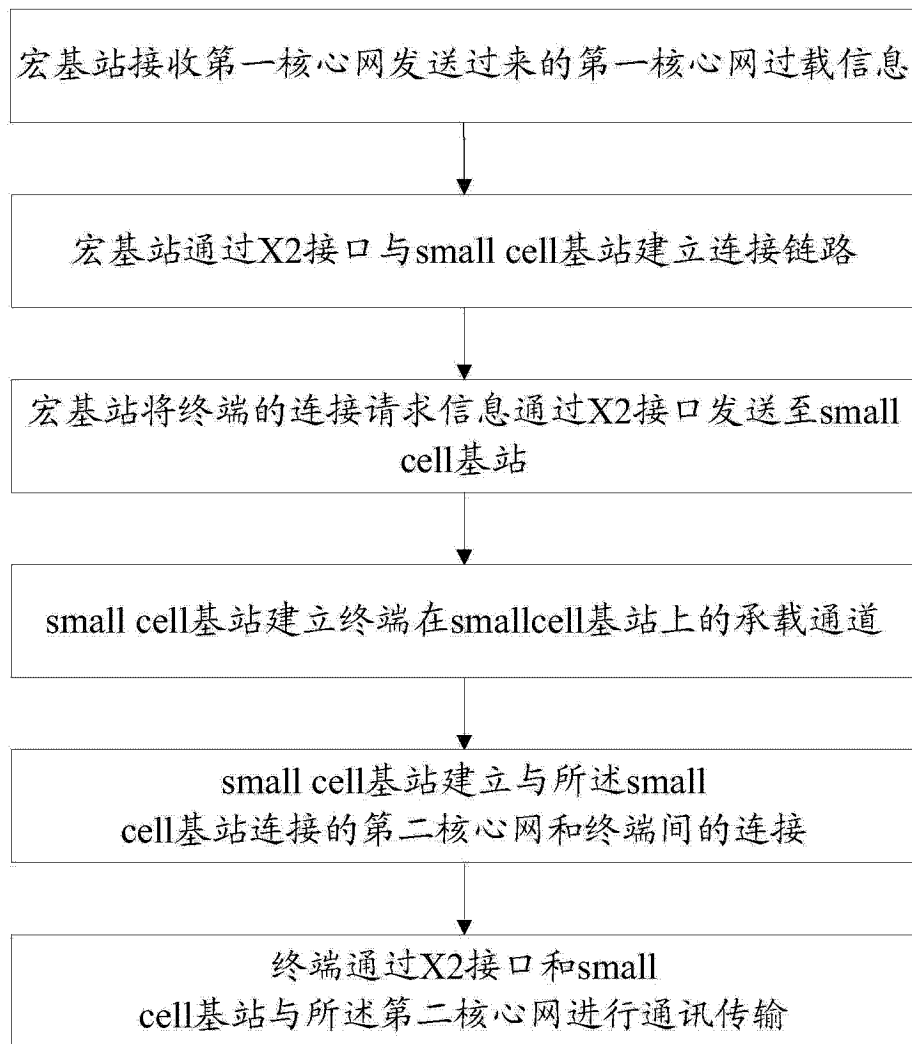 宏基站接收第一核心网发送过来的第一核心网过载信息
宏基站通过X2接口与small cell基站建立连接链路
宏基站将终端的连接请求信息通过X2接口发送至small
cell基站
small cell基站建立终端在smallcell基站上的承载通道
small cell基站建立与所述small
cell基站连接的第二核心网和终端间的连接
终端通过X2接口和small
cell基站与所述第二核心网进行通讯传输